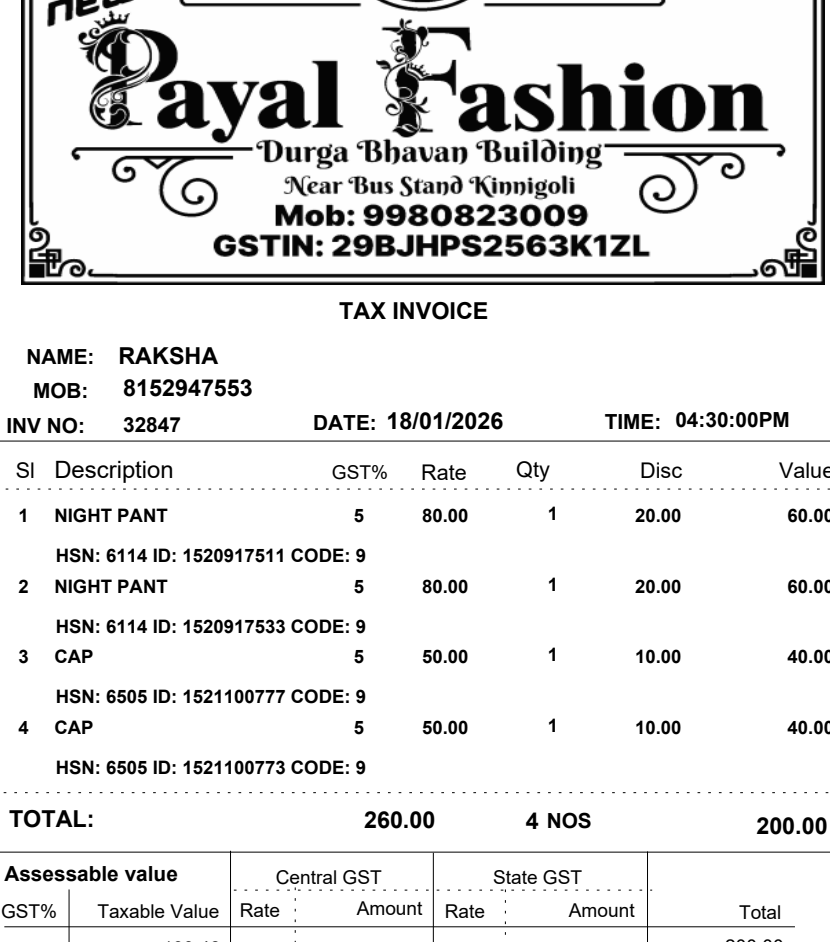 new
Payal Fashion
Durga Bhavan Building
Near Bus Stand Kinnigoli
Mob: 9980823009
GSTIN: 29BJHPS2563K1ZL
TAX INVOICE
NAME: RAKSHA
MOB: 8152947553
INV NO: 32847 DATE: 18/01/2026 TIME: 04:30:00PM
Sl Description GST% Rate Qty Disc Value
1 NIGHT PANT 5 80.00 1 20.00 60.00
HSN: 6114 ID: 1520917511 CODE: 9
2 NIGHT PANT 5 80.00 1 20.00 60.00
HSN: 6114 ID: 1520917533 CODE: 9
3 CAP 5 50.00 1 10.00 40.00
HSN: 6505 ID: 1521100777 CODE: 9
4 CAP 5 50.00 1 10.00 40.00
HSN: 6505 ID: 1521100773 CODE: 9
TOTAL: 260.00 4 NOS 200.00
Assessable value Central GST State GST
GST% Taxable Value Rate Amount Rate Amount Total